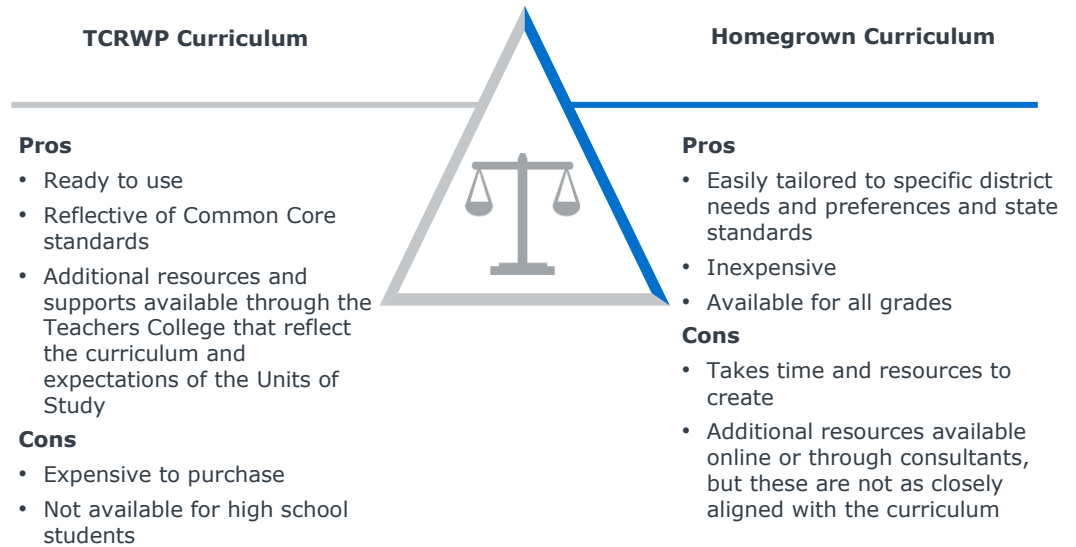 TCRWP Curriculum
Pros
• Ready to use
• Reflective of Common Core
standards
• Additional resources and
supports available through the
Teachers College that reflect
the curriculum and
expectations of the Units of
Study
Cons
• Expensive to purchase
• Not available for high school
students
Homegrown Curriculum
Pros
• Easily tailored to specific district
needs and preferences and state
standards
• Inexpensive
• Available for all grades
Cons
• Takes time and resources to
create
• Additional resources available
online or through consultants,
but these are not as closely
aligned with the curriculum